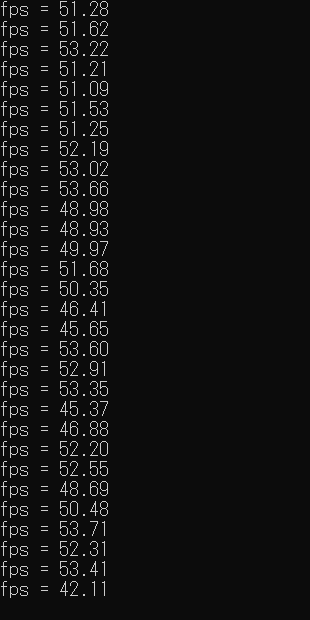 fps = 51.28
fps = 51.62
fps = 53.22
fps = 51.21
fps = 51.09
fps = 51.53
fps = 51.25
fps = 52.19
fps = 53.02
fps = 53.66
fps = 48.98
fps = 48.93
fps = 49.97
fps = 51.68
fps = 50.35
fps = 46.41
fps = 45.65
fps = 53.60
fps = 52.91
fps = 53.35
fps = 45.37
fps = 46.88
fps = 52.20
fps = 52.55
fps = 48.69
fps = 50.48
fps = 53.71
fps = 52.31
fps = 53.41
fps = 42.11